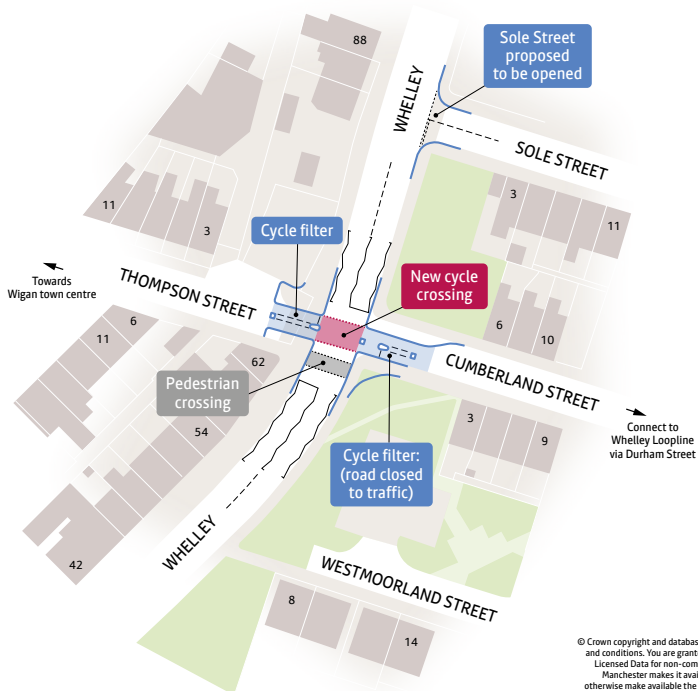 88
Sole Street
proposed
to be opened
WHELLEY
SOLE STREET
3
11
11
3
Cycle filter
Towards
Wigan town centre
THOMPSON STREET
New cycle
crossing
6
10
6
11
62
CUMBERLAND STREET
Pedestrian
crossing
54
3
9
Connect to
Whelley Loopline
via Durham Street
Cycle filter:
(road closed
to traffic)
WHELLEY
42
WESTMOORLAND STREET
8
14
© Crown copyright and databas
and conditions. You are grant
Licensed Data for non-com
Manchester makes it avai
otherwise make available the